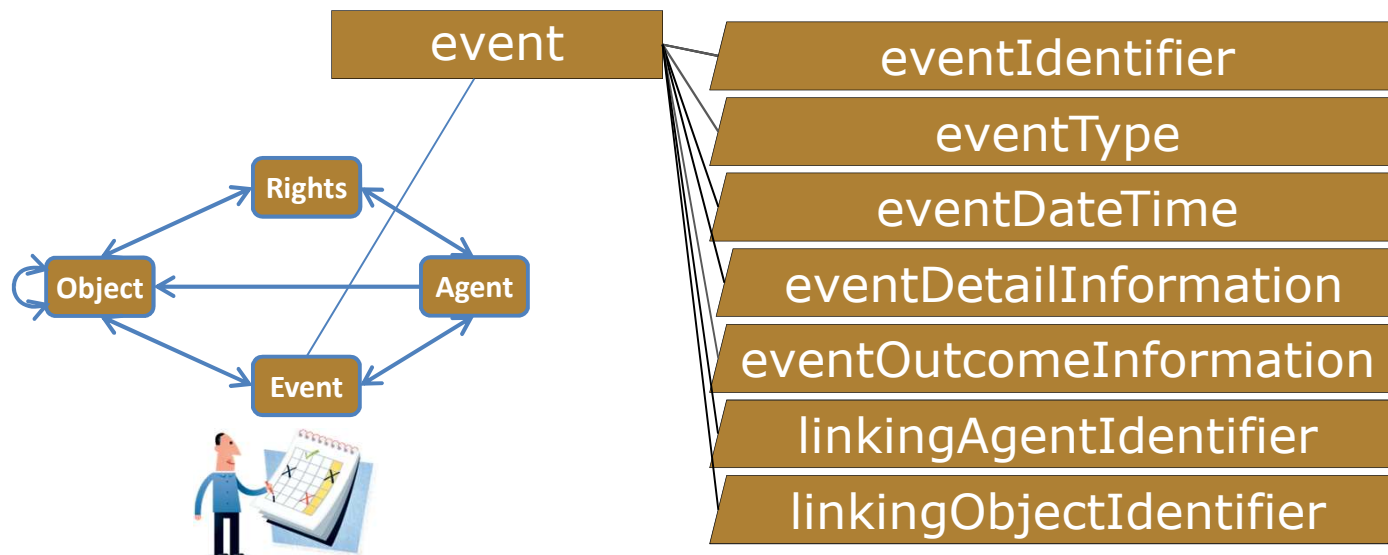 event
eventIdentifier
eventType
eventDateTime
eventDetailInformation
eventOutcomeInformation
linkingAgentIdentifier
linkingObjectIdentifier
Rights
Object
Agent
Event